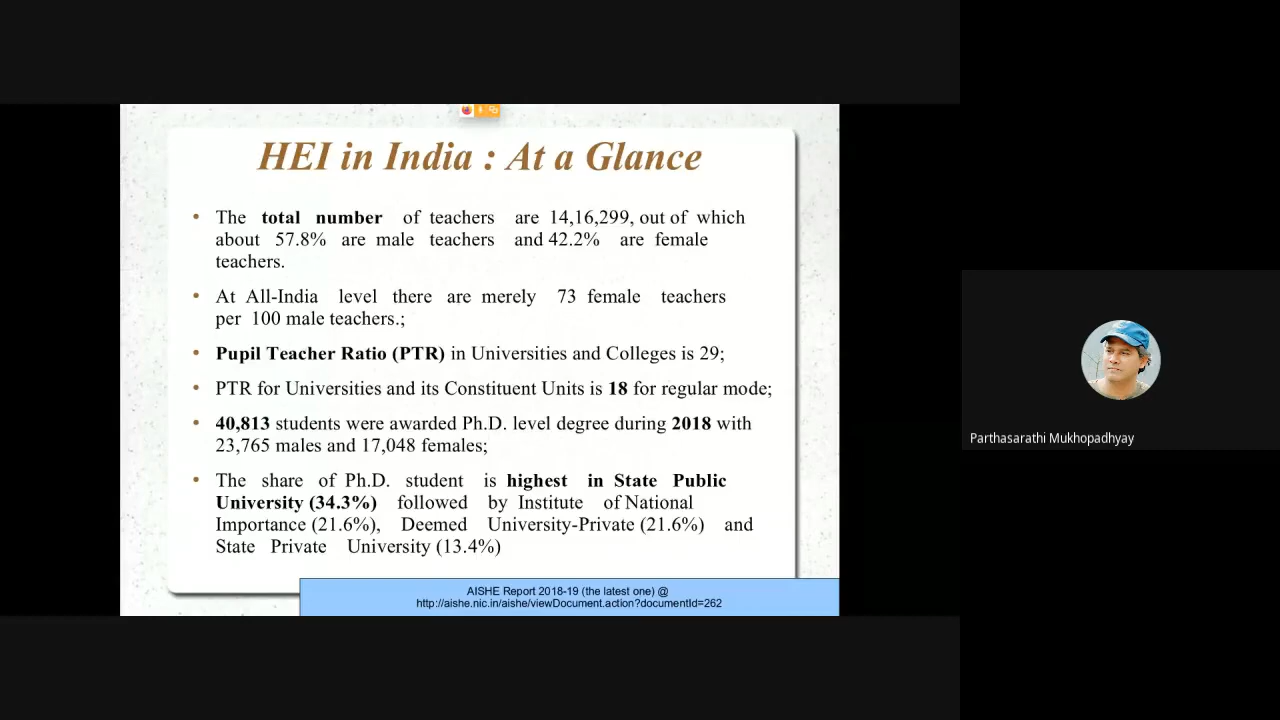 HEI in India : At a Glance
• The total number of teachers are 14,16,299, out of which
about 57.8% are male teachers and 42.2% are female
teachers.
• At All-India level there are merely 73 female teachers
per 100 male teachers.;
• Pupil Teacher Ratio (PTR) in Universities and Colleges is 29;
• PTR for Universities and its Constituent Units is 18 for regular mode;
• 40,813 students were awarded Ph.D. level degree during 2018 with
23,765 males and 17,048 females;
• The share of Ph.D. student is highest in State Public
University (34.3%) followed by Institute of National
Importance (21.6%), Deemed University-Private (21.6%) and
State Private University (13.4%)
AISHE Report 2018-19 (the latest one) @
http://aishe.nic.in/aishe/viewDocument.action?documentId=262
Parthasarathi Mukhopadhyay